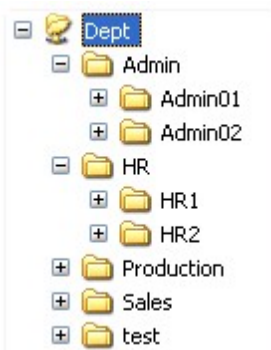 Dept
Admin
Admin01
Admin02
HR
HR1
HR2
Production
Sales
test